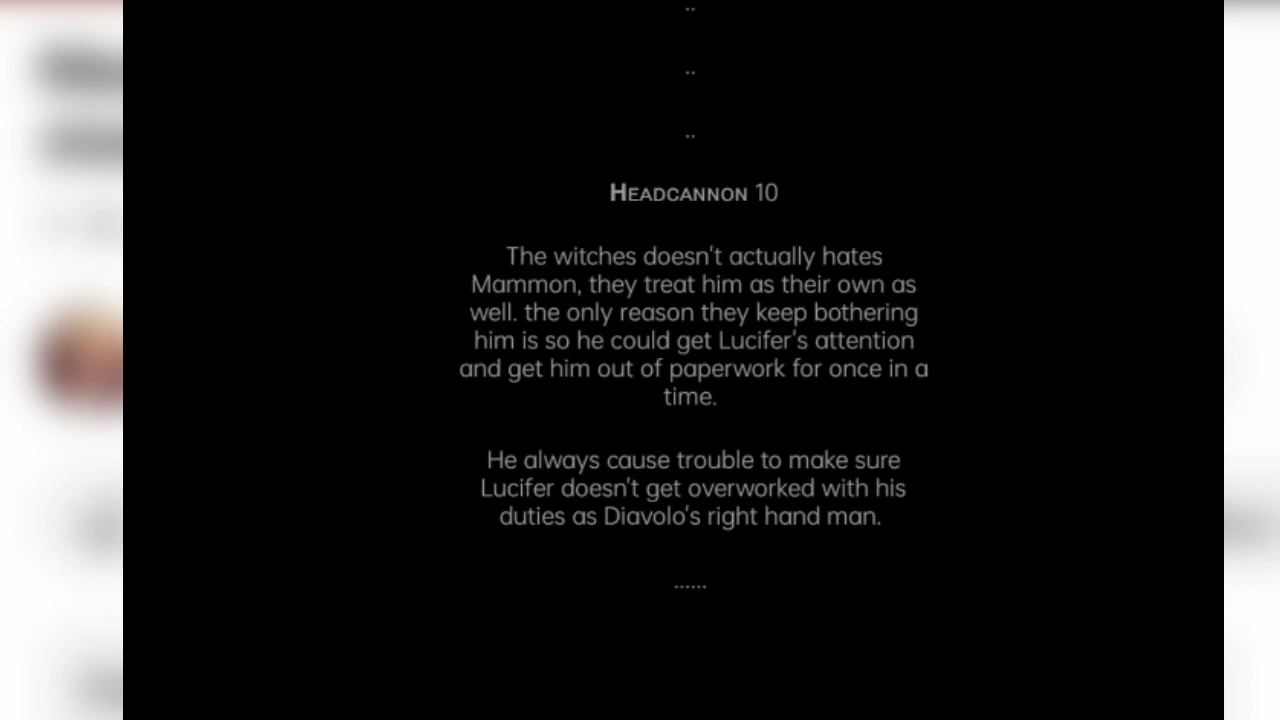 ..
..
..
HEADCANNON 10
The witches doesn't actually hates
Mammon, they treat him as their own as
well. the only reason they keep bothering
him is so he could get Lucifer's attention
and get him out of paperwork for once in a
time.
He always cause trouble to make sure
Lucifer doesn't get overworked with his
duties as Diavolo's right hand man.
......